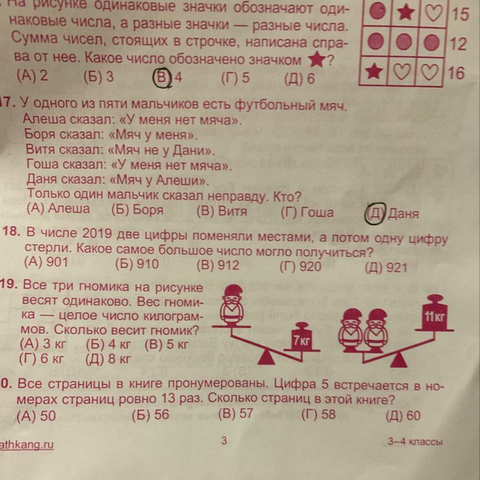 На рисунке одинаковые значки обозначают оди-
наковые числа, а разные значки — разные числа.
Сумма чисел, стоящих в строчке, написана спра-
ва от нее. Какое число обозначено значком ★?
(А) 2 (Б) 3 (В) 4 (Г) 5 (Д) 6
15
12
16
17. У одного из пяти мальчиков есть футбольный мяч.
Алеша сказал: «У меня нет мяча».
Боря сказал: «Мяч у меня».
Витя сказал: «Мяч не у Дани».
Гоша сказал: «У меня нет мяча».
Даня сказал: «Мяч у Алеши».
Только один мальчик сказал неправду. Кто?
(А) Алеша (Б) Боря (В) Витя (Г) Гоша (Д) Даня
18. В числе 2019 две цифры поменяли местами, а потом одну цифру
стерли. Какое самое большое число могло получиться?
(А) 901 (Б) 910 (В) 912 (Г) 920 (Д) 921
19. Все три гномика на рисунке
весят одинаково. Вес гноми-
ка — целое число килограм-
мов. Сколько весит гномик?
(А) 3 кг (Б) 4 кг (В) 5 кг
(Г) 6 кг (Д) 8 кг
7кг
11кг
0. Все страницы в книге пронумерованы. Цифра 5 встречается в но-
мерах страниц ровно 13 раз. Сколько страниц в этой книге?
(А) 50 (Б) 56 (В) 57 (Г) 58 (Д) 60
athkang.ru
3
3–4 классы